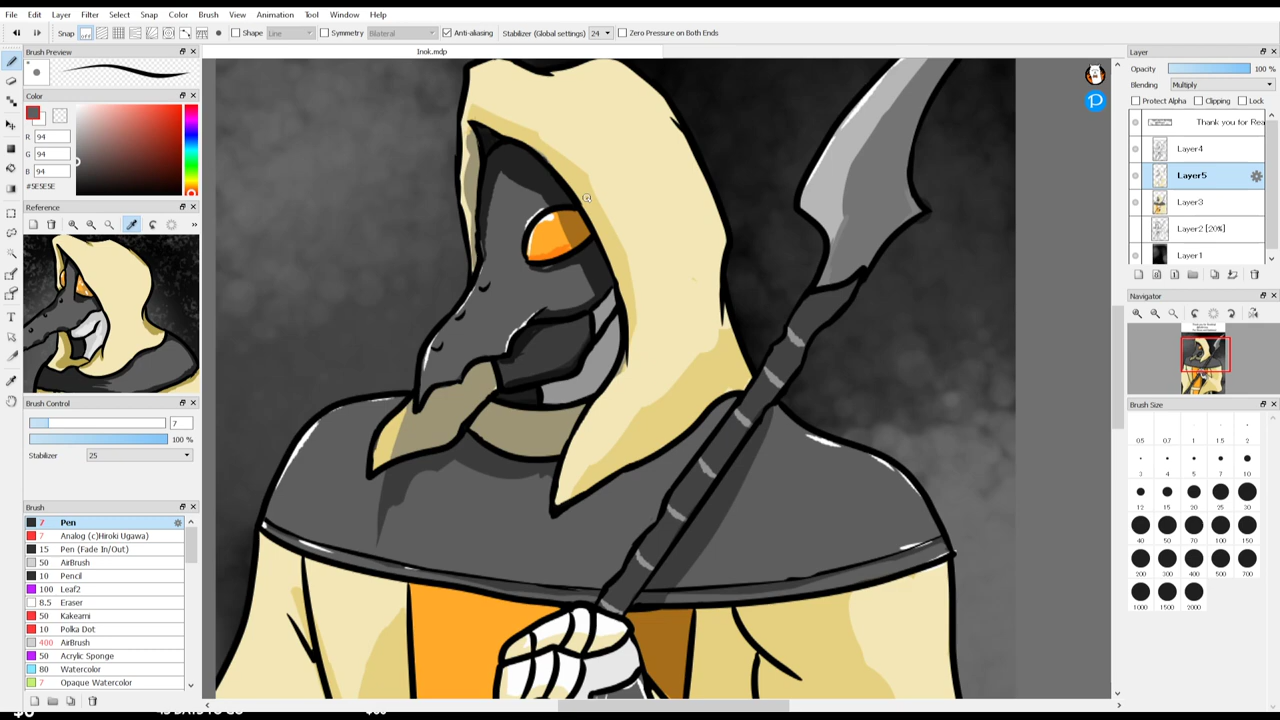 File Edit Layer Filter Select Snap Color Brush View Animation Tool Window Help
Snap OFF Shape Line Symmetry Bilateral Anti-aliasing Stabilizer (Global settings) 24 Zero Pressure on Both Ends
Brush Preview
Inok.mdp
Color
R 94
G 94
B 94
#5E5E5E
Reference
Brush Control
7
100 %
Stabilizer 25
Brush
7 Pen
7 Analog (c)Hiroki Ugawa)
15 Pen (Fade In/Out)
50 AirBrush
10 Pencil
100 Leaf2
8.5 Eraser
50 Kakeami
10 Polka Dot
400 AirBrush
50 Acrylic Sponge
80 Watercolor
7 Opaque Watercolor
Layer
Opacity 100 %
Blending Multiply
Protect Alpha Clipping Lock
Thank you for Rea
Layer4
Layer5
Layer3
Layer2 [20%]
Layer1
Navigator
Brush Size
0.5 0.7 1 1.5 2
3 4 5 7 10
12 15 20 25 30
40 50 70 100 150
200 300 400 500 700
1000 1500 2000